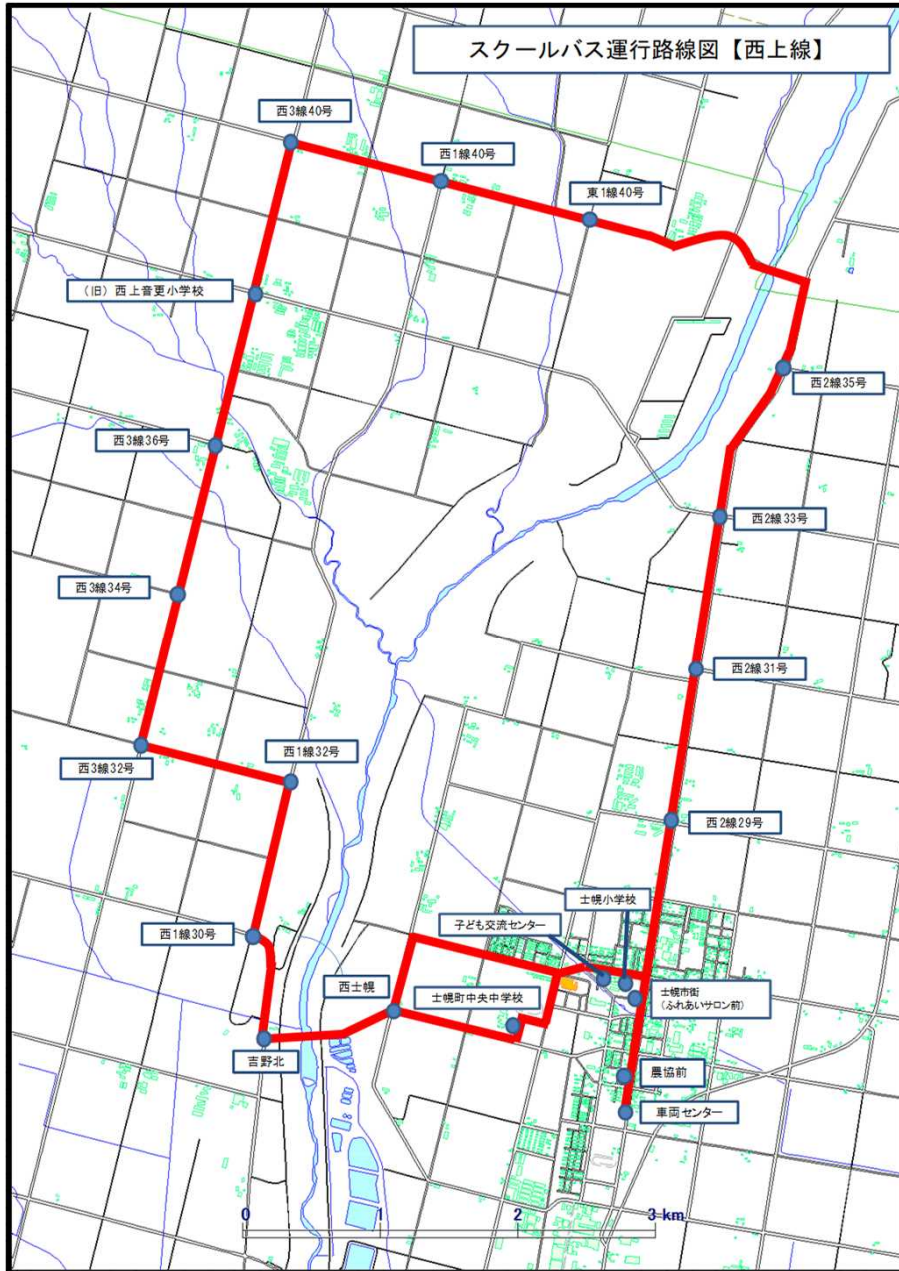 スクールバス運行路線図【西上線】
西3線40号
西1線40号
東1線40号
（旧）西上音更小学校
西2線35号
西3線36号
西2線33号
西3線34号
西2線31号
西3線32号
西1線32号
西2線29号
士幌小学校
子ども交流センター
西1線30号
西士幌
士幌町中央中学校
士幌市街
（ふれあいサロン前）
吉野北
農協前
車両センター
0 1 2 3 km